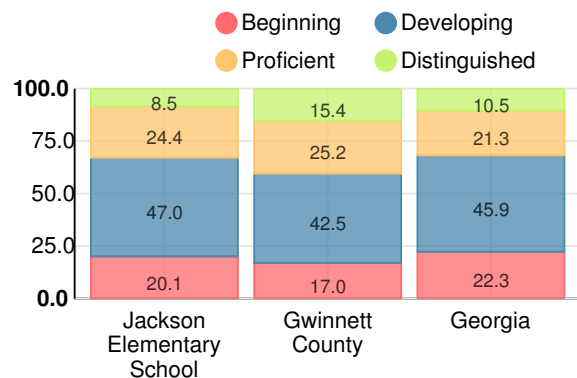 Beginning
Developing
Proficient
Distinguished
100.0
75.0
50.0
25.0
0.0
8.5
24.4
47.0
20.1
15.4
25.2
42.5
17.0
10.5
21.3
45.9
22.3
Jackson
Elementary
School
Gwinnett
County
Georgia